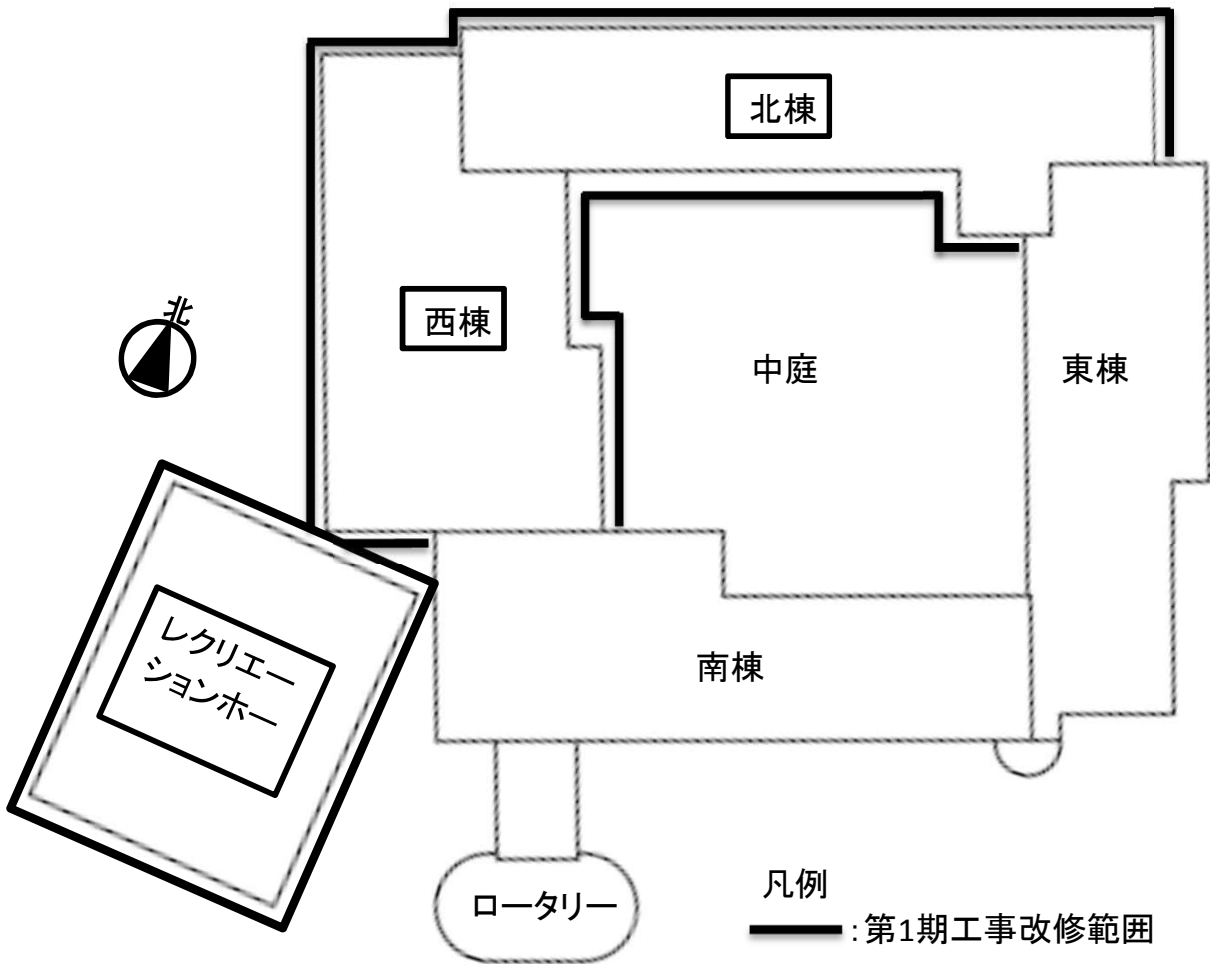 北棟
北
西棟
中庭
東棟
レクリエー
ションホー
南棟
凡例
ロータリー
:第1期工事改修範囲